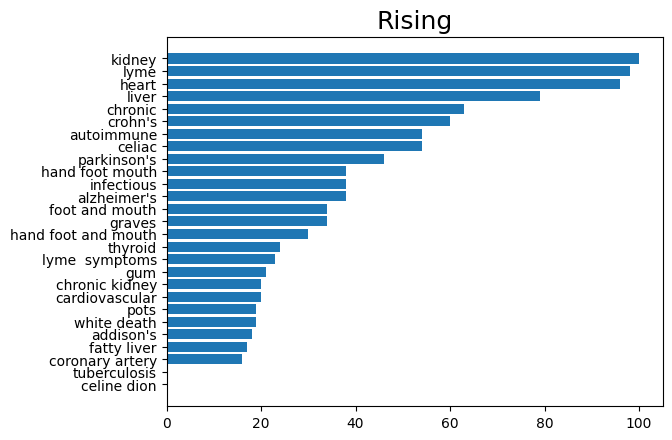 Rising
kidney
lyme
heart
liver
chronic
crohn's
autoimmune
celiac
parkinson's
hand foot mouth
infectious
alzheimer's
foot and mouth
graves
hand foot and mouth
thyroid
lyme  symptoms
gum
chronic kidney
cardiovascular
pots
white death
addison's
fatty liver
coronary artery
tuberculosis
celine dion
0 20 40 60 80 100